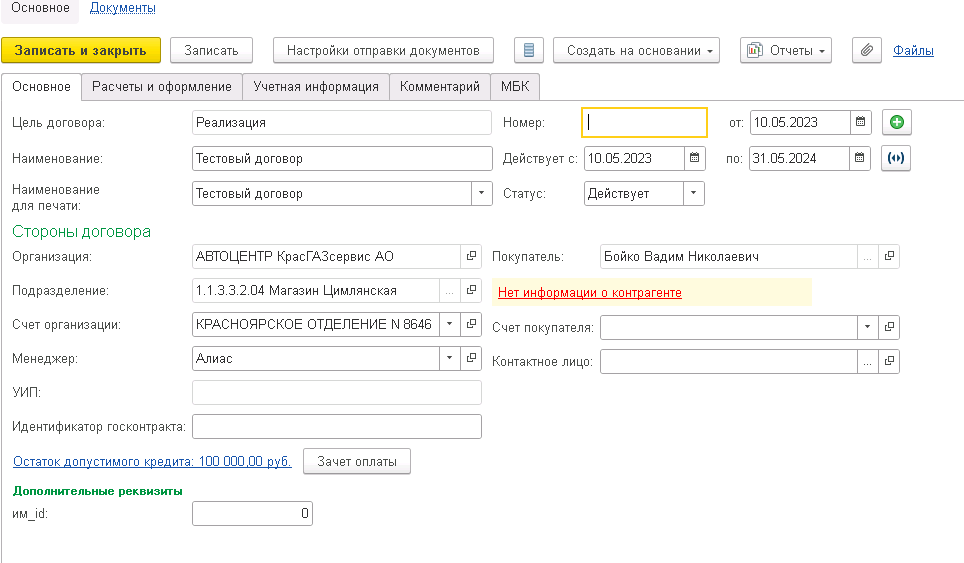 Основное Документы
Записать и закрыть Записать Настройки отправки документов Создать на основании Отчеты Файлы
Основное Расчеты и оформление Учетная информация Комментарий МБК
Цель договора: Реализация Номер: от: 10.05.2023
Наименование: Тестовый договор Действует с: 10.05.2023 по: 31.05.2024
Наименование
для печати: Тестовый договор Статус: Действует
Стороны договора
Организация: АВТОЦЕНТР КрасГАЗсервис АО Покупатель: Бойко Вадим Николаевич ...
Подразделение: 1.1.3.3.2.04 Магазин Цимлянская ... Нет информации о контрагенте
Счет организации: КРАСНОЯРСКОЕ ОТДЕЛЕНИЕ N 8646 Счет покупателя:
Менеджер: Алиас Контактное лицо: ...
УИП:
Идентификатор госконтракта:
Остаток допустимого кредита: 100 000,00 руб. Зачет оплаты
Дополнительные реквизиты
им_id: 0